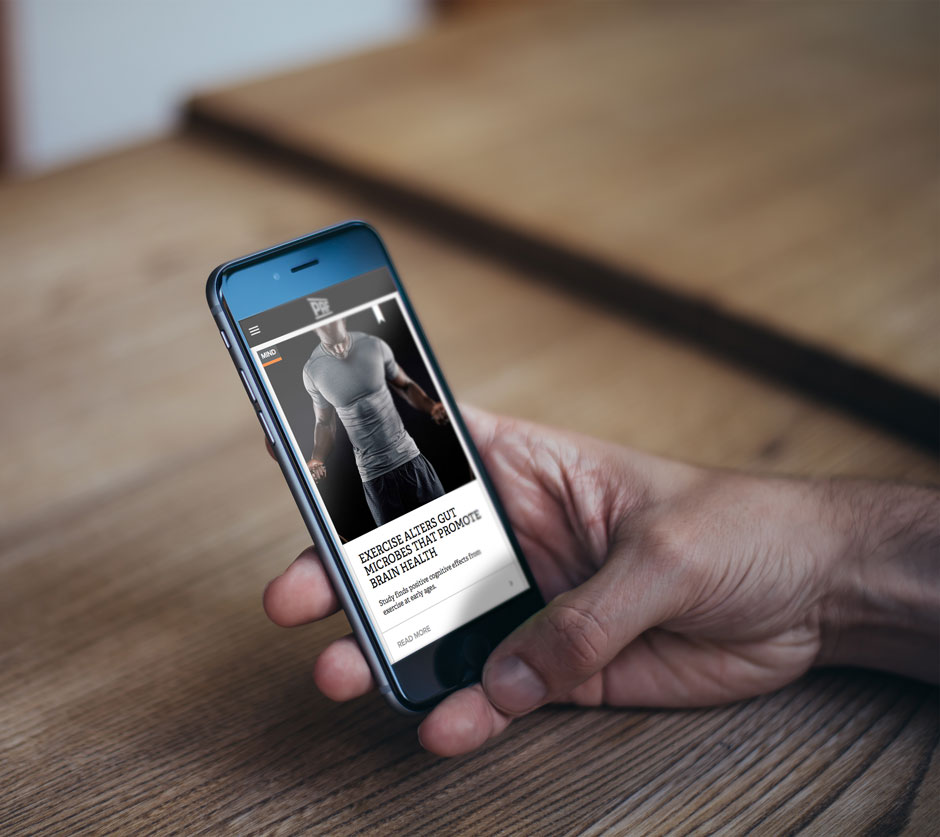 MIND
EXERCISE ALTERS GUT
MICROBES THAT PROMOTE
BRAIN HEALTH
Study finds positive cognitive effects from
exercise at early ages.
READ MORE